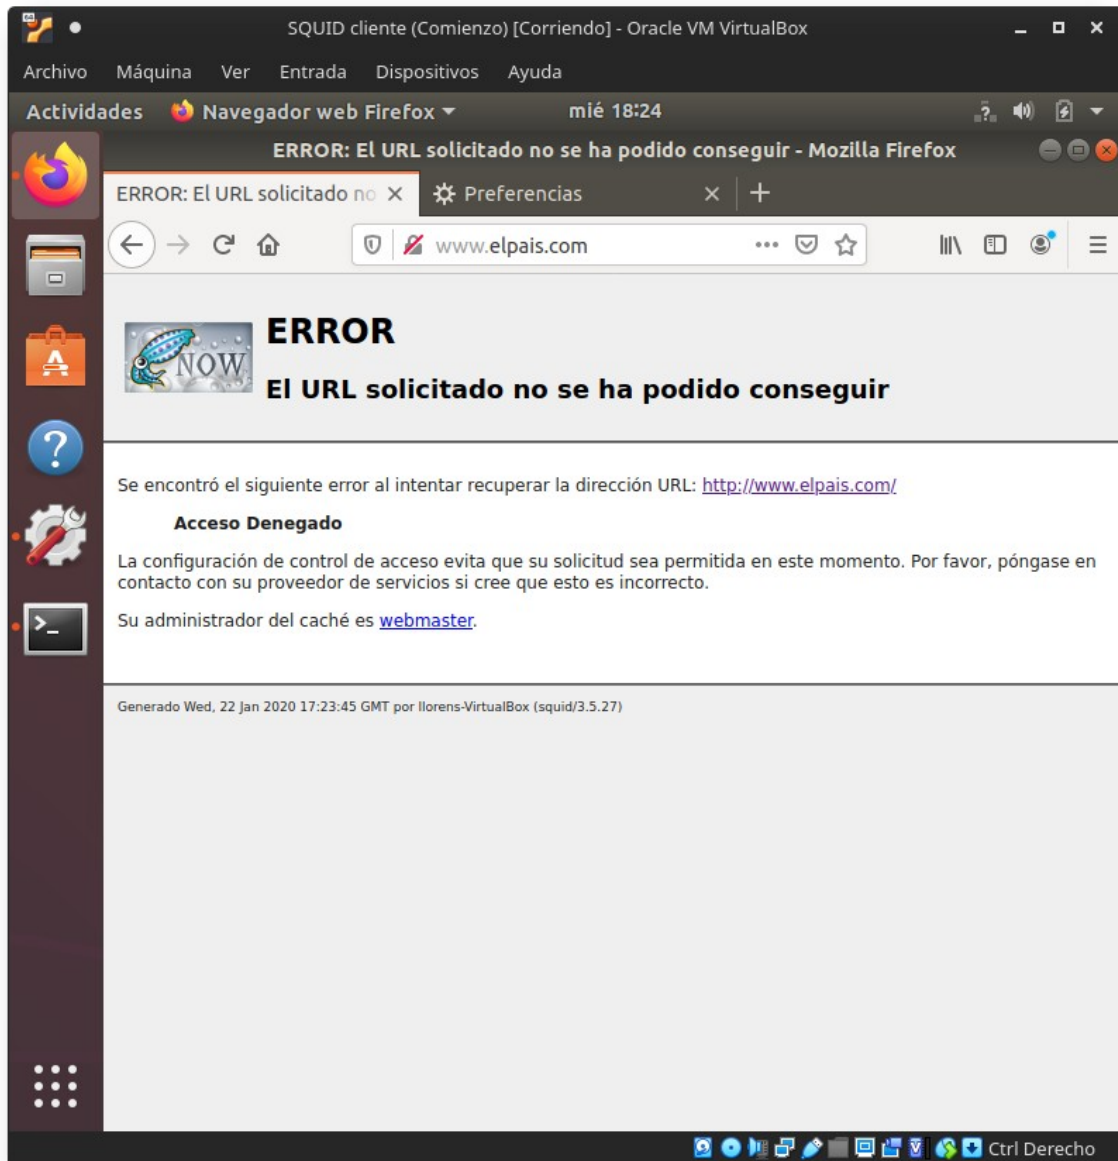 SQUID cliente (Comienzo) [Corriendo] - Oracle VM VirtualBox
Archivo Máquina Ver Entrada Dispositivos Ayuda
Actividades Navegador web Firefox mié 18:24
ERROR: El URL solicitado no se ha podido conseguir - Mozilla Firefox
ERROR: El URL solicitado no Preferencias
www.elpais.com
NOW
ERROR
El URL solicitado no se ha podido conseguir
Se encontró el siguiente error al intentar recuperar la dirección URL: http://www.elpais.com/
Acceso Denegado
La configuración de control de acceso evita que su solicitud sea permitida en este momento. Por favor, póngase en
contacto con su proveedor de servicios si cree que esto es incorrecto.
Su administrador del caché es webmaster.
Generado Wed, 22 Jan 2020 17:23:45 GMT por llorens-VirtualBox (squid/3.5.27)
Ctrl Derecho